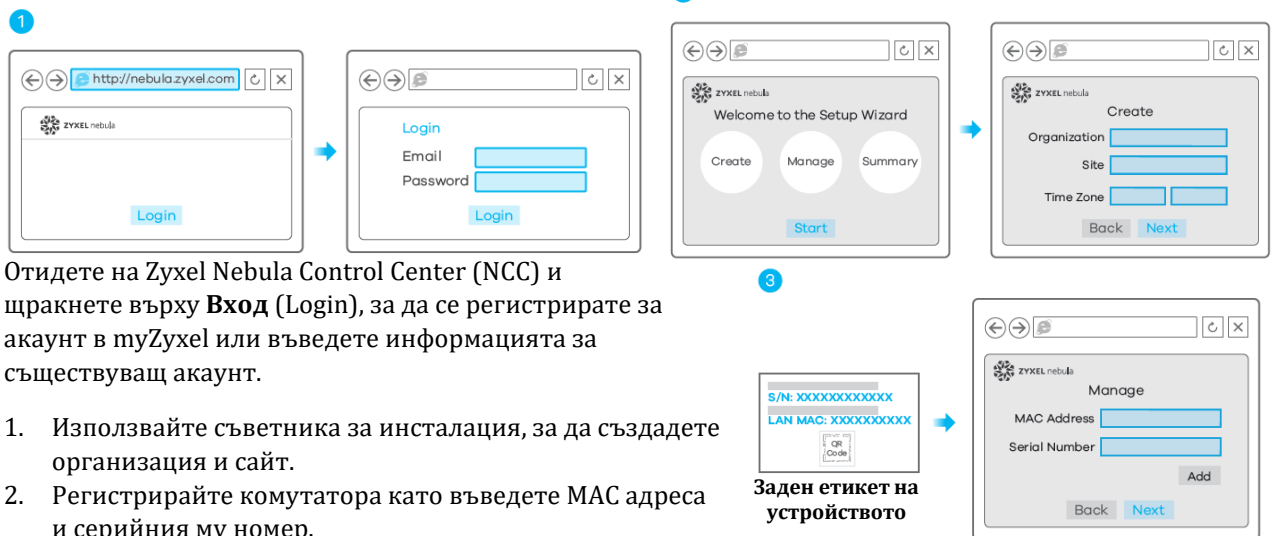 1
http://nebula.zyxel.com
ZYXEL nebula
Login
Login
Email
Password
Login
ZYXEL nebula
Welcome to the Setup Wizard
Create
Manage
Summary
Start
ZYXEL nebula
Create
Organization
Site
Time Zone
Back Next
Отидете на Zyxel Nebula Control Center (NCC) и
щракнете върху Вход (Login), за да се регистрирате за
акаунт в myZyxel или въведете информацията за
съществуващ акаунт.
1. Използвайте съветника за инсталация, за да създадете
организация и сайт.
2. Регистрирайте комутатора като въведете MAC адреса
и серийния му номер.
3
S/N: XXXXXXXXXXXX
LAN MAC: XXXXXXXXXX
QR
Code
Заден етикет на
устройството
ZYXEL nebula
Manage
MAC Address
Serial Number
Add
Back Next